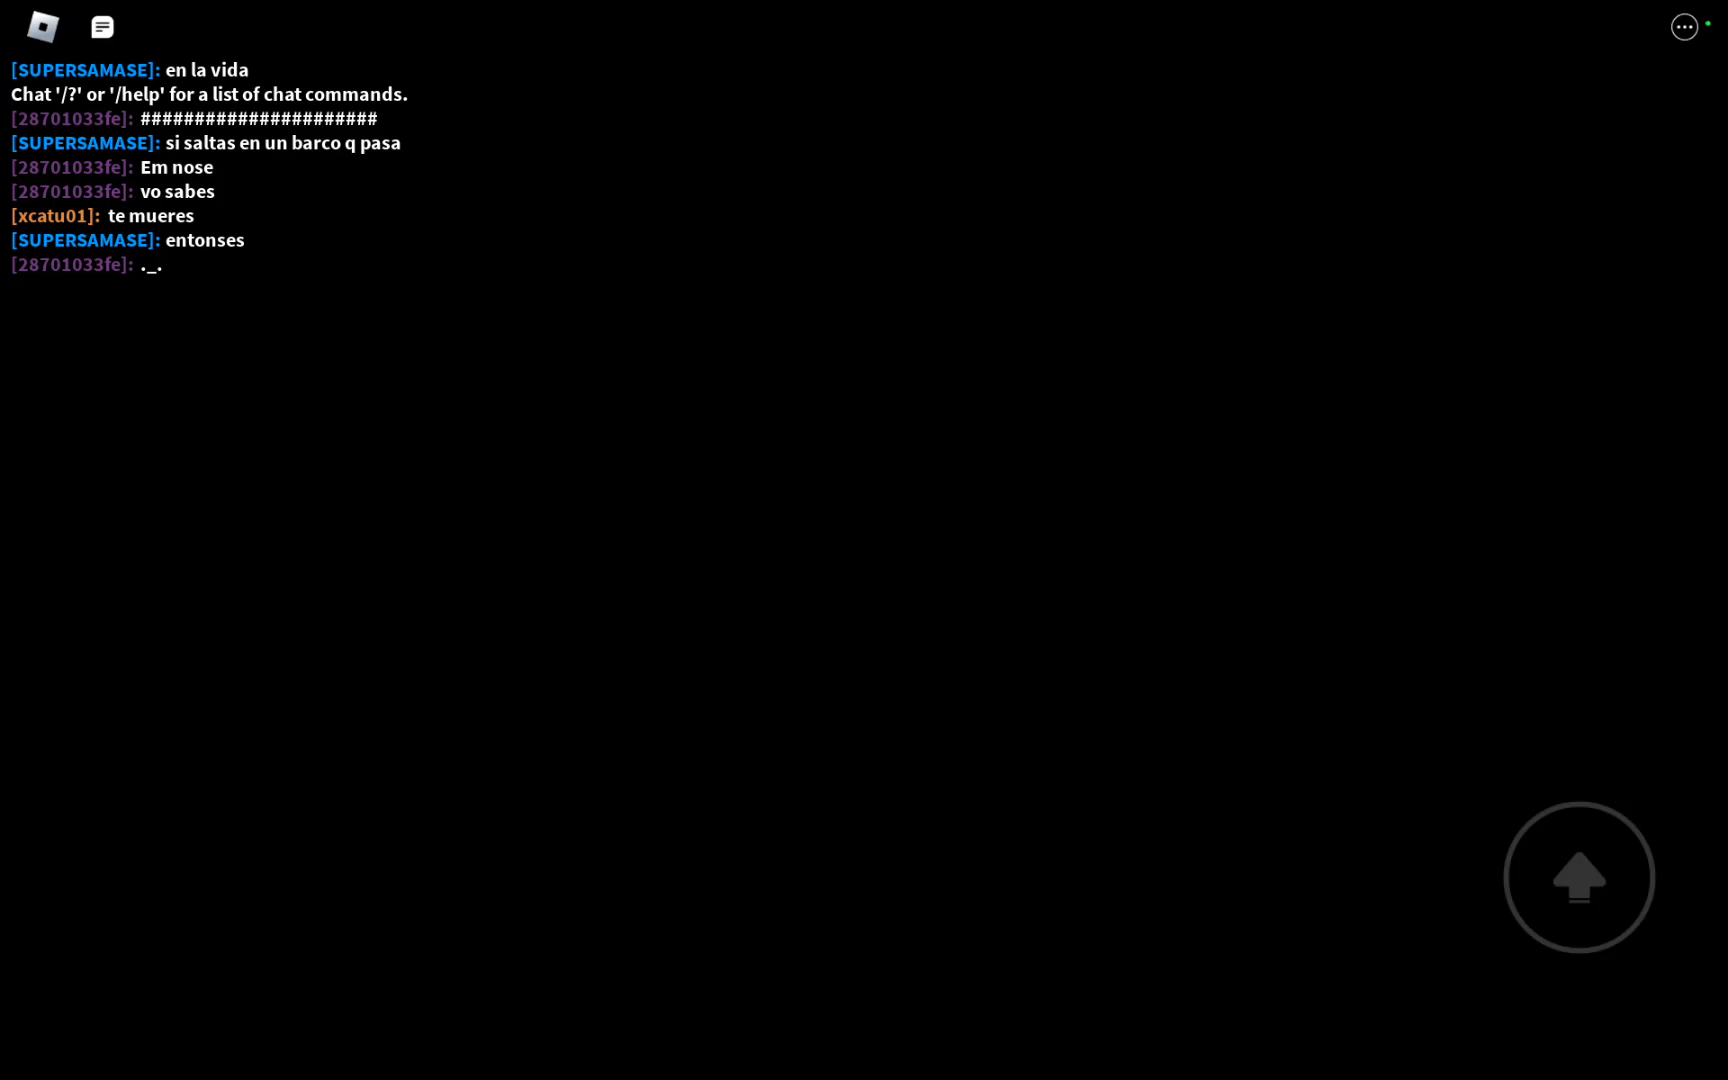 [SUPERSAMASE]: en la vida
Chat '/?' or '/help' for a list of chat commands.
[28701033fe]: ######################
[SUPERSAMASE]: si saltas en un barco q pasa
[28701033fe]: Em nose
[28701033fe]: vo sabes
[xcatu01]: te mueres
[SUPERSAMASE]: entonses
[28701033fe]: ._.